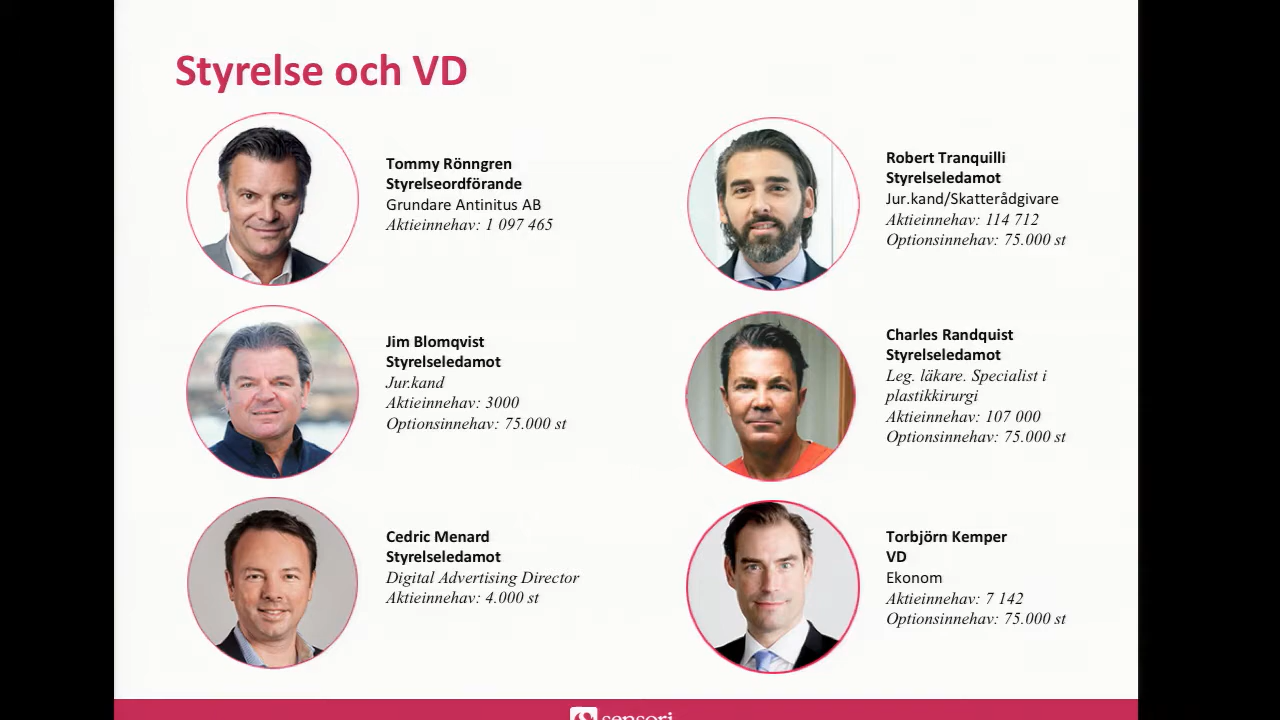 Styrelse och VD
Tommy Rönngren
Styrelseordförande
Grundare Antinitus AB
Aktieinnehav: 1 097 465
Jim Blomqvist
Styrelseledamot
Jur.kand
Aktieinnehav: 3000
Optionsinnehav: 75.000 st
Cedric Menard
Styrelseledamot
Digital Advertising Director
Aktieinnehav: 4.000 st
Robert Tranquilli
Styrelseledamot
Jur.kand/Skatterådgivare
Aktieinnehav: 114 712
Optionsinnehav: 75.000 st
Charles Randquist
Styrelseledamot
Leg. läkare. Specialist i
plastikkirurgi
Aktieinnehav: 107 000
Optionsinnehav: 75.000 st
Torbjörn Kemper
VD
Ekonom
Aktieinnehav: 7 142
Optionsinnehav: 75.000 st
sensori